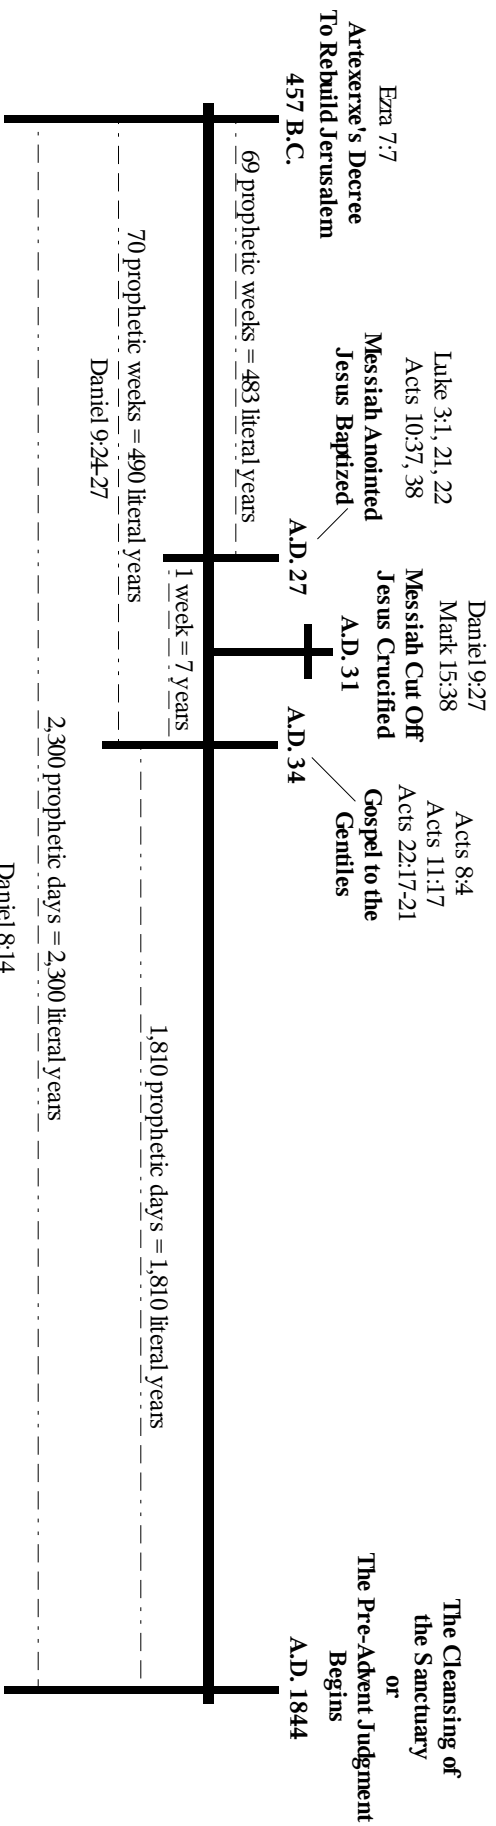 Ezra 7:7
Artexerxe's Decree
To Rebuild Jerusalem
457 B.C.
69 prophetic weeks = 483 literal years
70 prophetic weeks = 490 literal years
Daniel 9:24-27
Luke 3:1, 21, 22
Acts 10:37, 38
Messiah Anointed
Jesus Baptized
A.D. 27
1 week = 7 years
Daniel 9:27
Mark 15:38
Messiah Cut Off
Jesus Crucified
A.D. 31
Acts 8:4
Acts 11:17
Acts 22:17-21
Gospel to the
Gentiles
A.D. 34
1,810 prophetic days = 1,810 literal years
2,300 prophetic days = 2,300 literal years
Daniel 8:14
The Cleansing of
the Sanctuary
or
The Pre-Advent Judgment
Begins
A.D. 1844